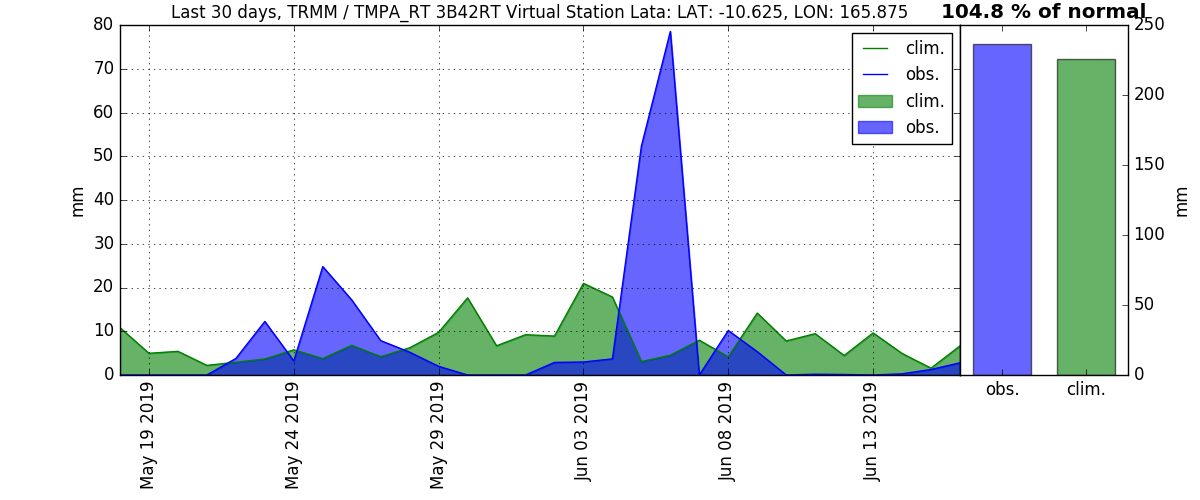 Last 30 days, TRMM / TMPA_RT 3B42RT Virtual Station Lata: LAT: -10.625, LON: 165.875
104.8 % of normal
80
70
60
50
40
30
20
10
0
mm
clim.
obs.
clim.
obs.
May 19 2019
May 24 2019
May 29 2019
Jun 03 2019
Jun 08 2019
Jun 13 2019
250
200
150
100
50
0
mm
obs.
clim.